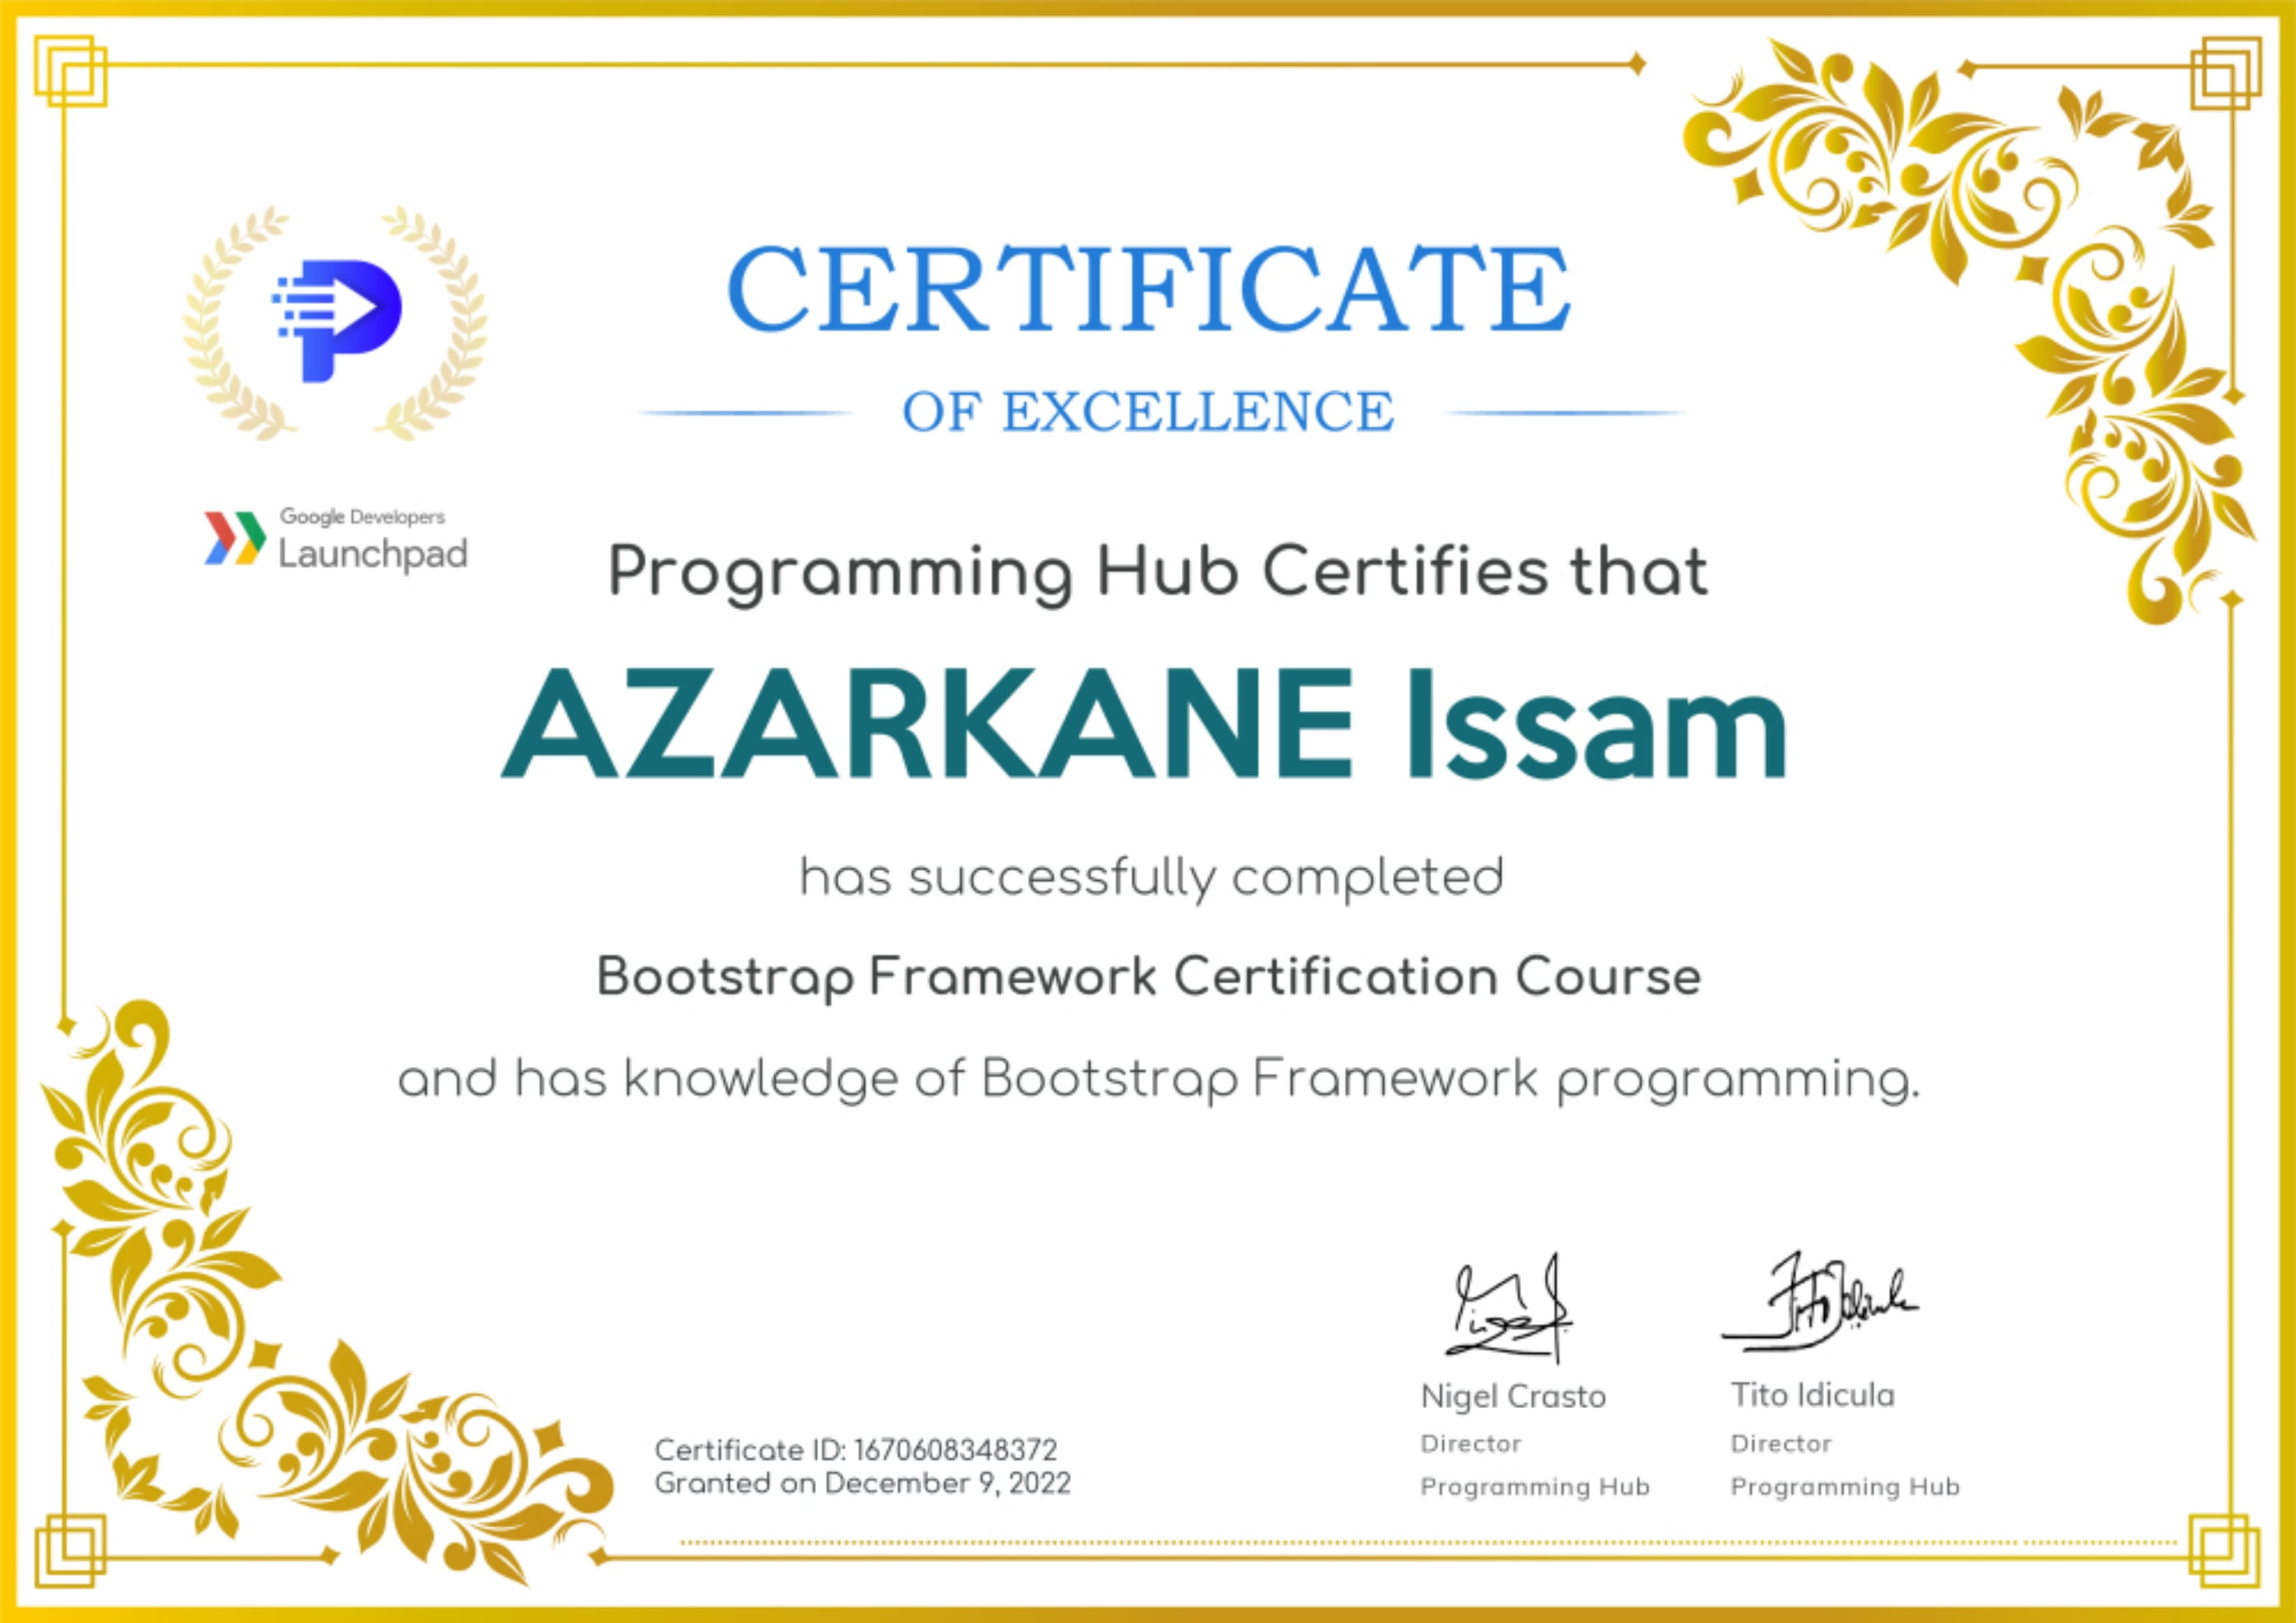 CERTIFICATE
OF EXCELLENCE
Google Developers
Launchpad
Programming Hub Certifies that
AZARKANE Issam
has successfully completed
Bootstrap Framework Certification Course
and has knowledge of Bootstrap Framework programming.
Certificate ID: 1670608348372
Granted on December 9, 2022
Nigel Crasto
Director
Programming Hub
Tito Idicula
Director
Programming Hub